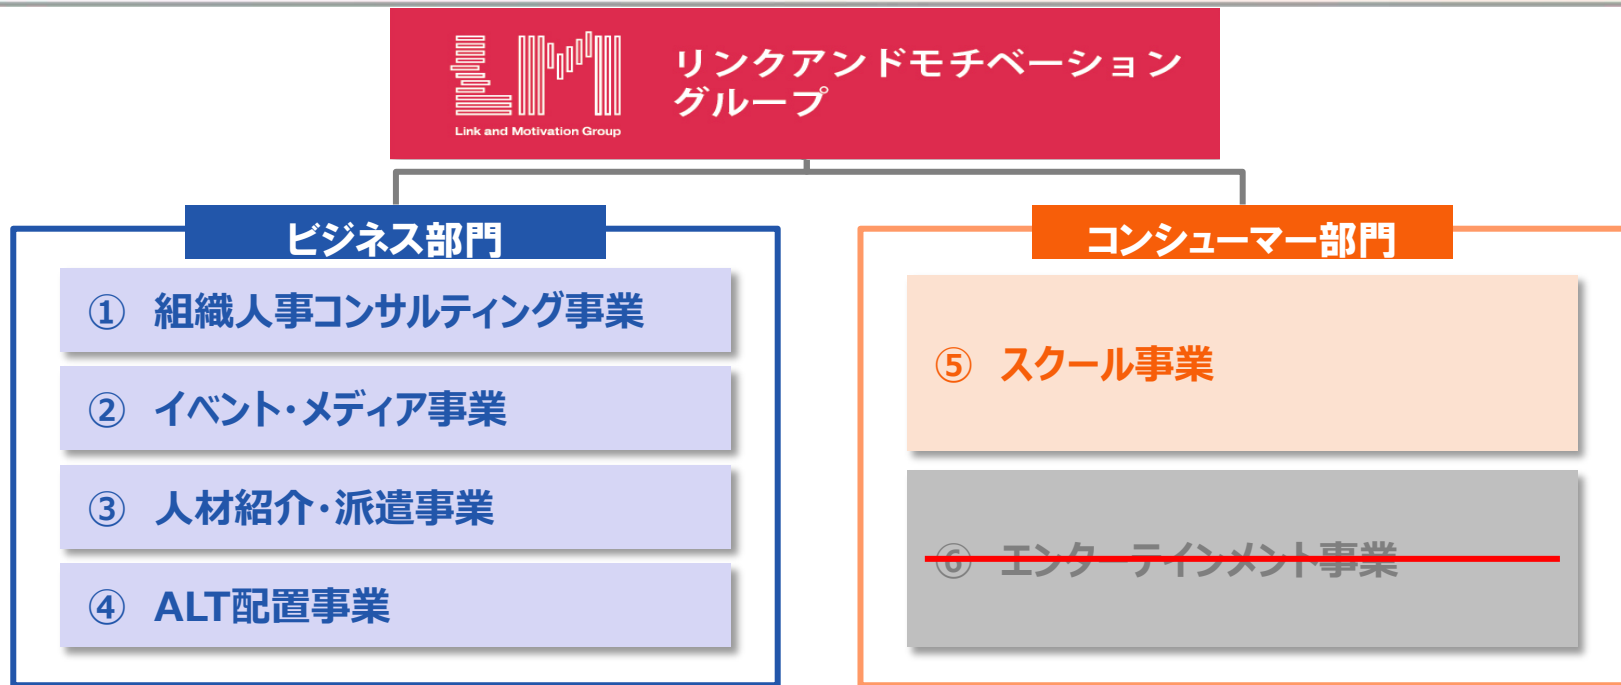 リンクアンドモチベーション
グループ
Link and Motivation Group
ビジネス部門
① 組織人事コンサルティング事業
② イベント・メディア事業
③ 人材紹介・派遣事業
④ ALT配置事業
コンシューマー部門
⑤ スクール事業
⑥ エンターテインメント事業